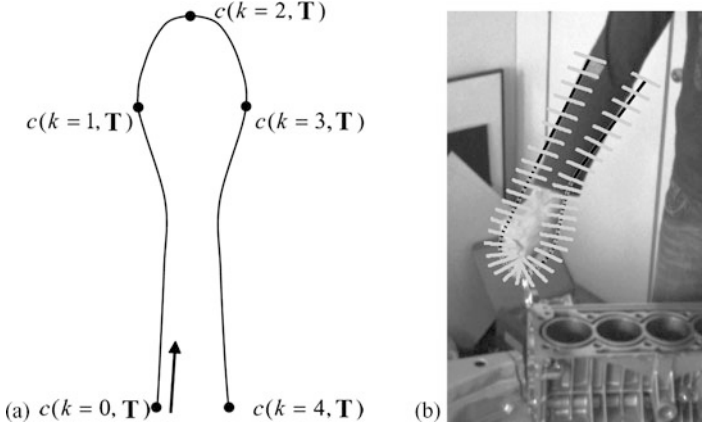 c(k = 2, T)
c(k = 1, T)
c(k = 3, T)
(a) c(k = 0, T)
c(k = 4, T)
(b)